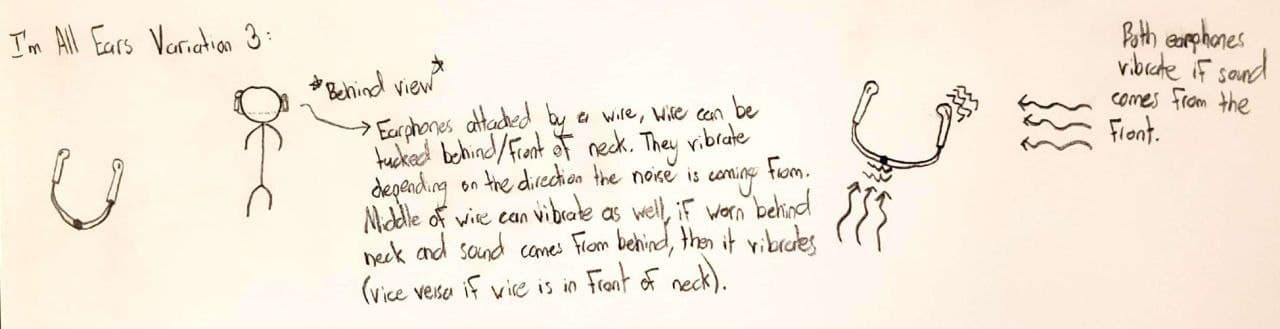 I'm All Ears Variation 3:
*Behind view*
Earphones attached by a wire, wire can be
tucked behind/front of neck. They vibrate
depending on the direction the noise is coming from.
Middle of wire can vibrate as well, if worn behind
neck and sound comes from behind, then it vibrates
(vice versa if wire is in front of neck).
Both earphones
vibrate if sound
comes from the
front.